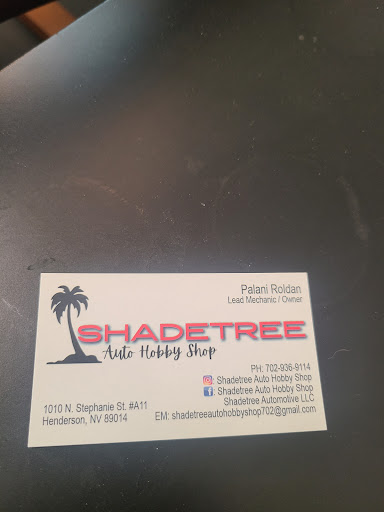 Palani Roldan
Lead Mechanic / Owner
SHADETREE
Auto Hobby Shop
PH: 702-936-9114
: Shadetree Auto Hobby Shop
f: Shadetree Auto Hobby Shop
Shadetree Automotive LLC
1010 N. Stephanie St. #A11
Henderson, NV 89014
EM: shadetreeautohobbyshop702@gmail.com